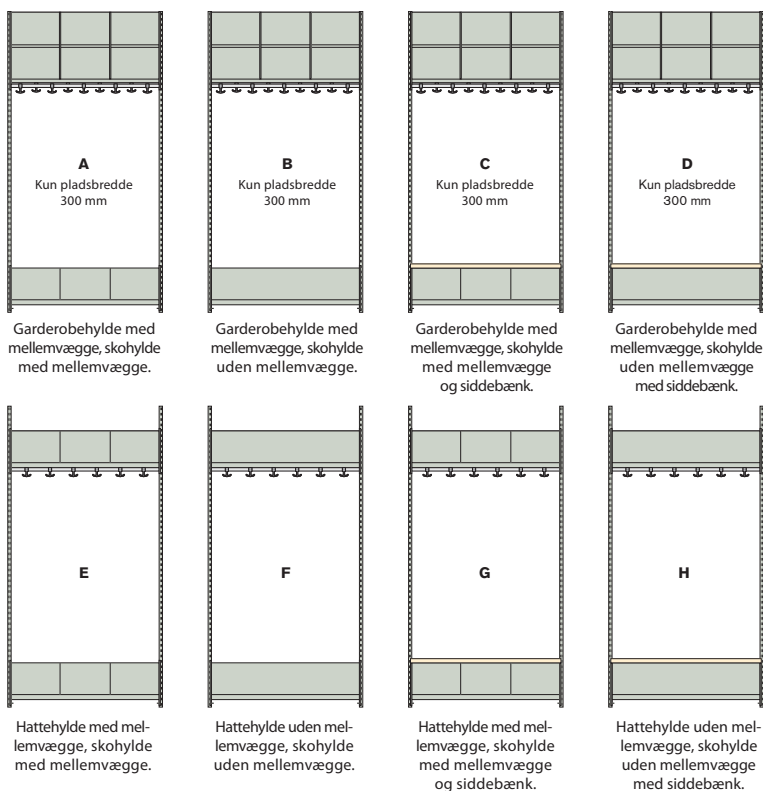 A
Kun pladsbredde
300 mm
B
Kun pladsbredde
300 mm
C
Kun pladsbredde
300 mm
D
Kun pladsbredde
300 mm
Garderobehylde med
mellemvægge, skohylde
med mellemvægge.
Garderobehylde med
mellemvægge, skohylde
uden mellemvægge.
Garderobehylde med
mellemvægge, skohylde
med mellemvægge
og siddebænk.
Garderobehylde med
mellemvægge, skohylde
uden mellemvægge
med siddebænk.
E
F
G
H
Hattehylde med mel-
lemvægge, skohylde
med mellemvægge.
Hattehylde uden mel-
lemvægge, skohylde
uden mellemvægge.
Hattehylde med mel-
lemvægge, skohylde
med mellemvægge
og siddebænk.
Hattehylde uden mel-
lemvægge, skohylde
uden mellemvægge
med siddebænk.